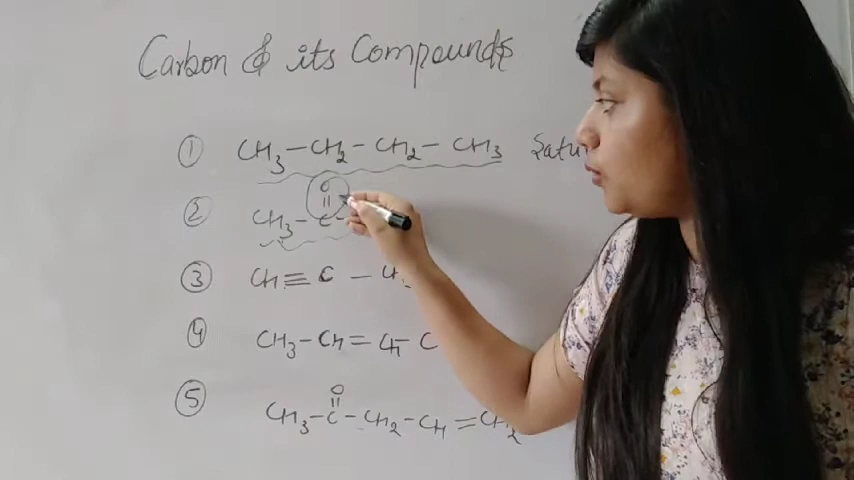 Carbon & its Compounds
① CH₃ – CH₂ – CH₂ – CH₃
O
||
② CH₃ – C –
③ CH ≡ C –
④ CH₃ – CH = CH – C
O
||
⑤ CH₃ – C – CH₂ – CH = CH₂